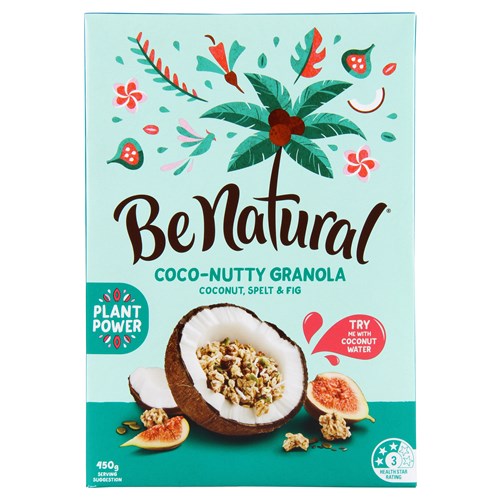 Be Natural®
COCO-NUTTY GRANOLA
COCONUT, SPELT & FIG
PLANT
POWER
TRY
ME WITH
COCONUT
WATER
450g
SERVING
SUGGESTION
3
HEALTH STAR
RATING